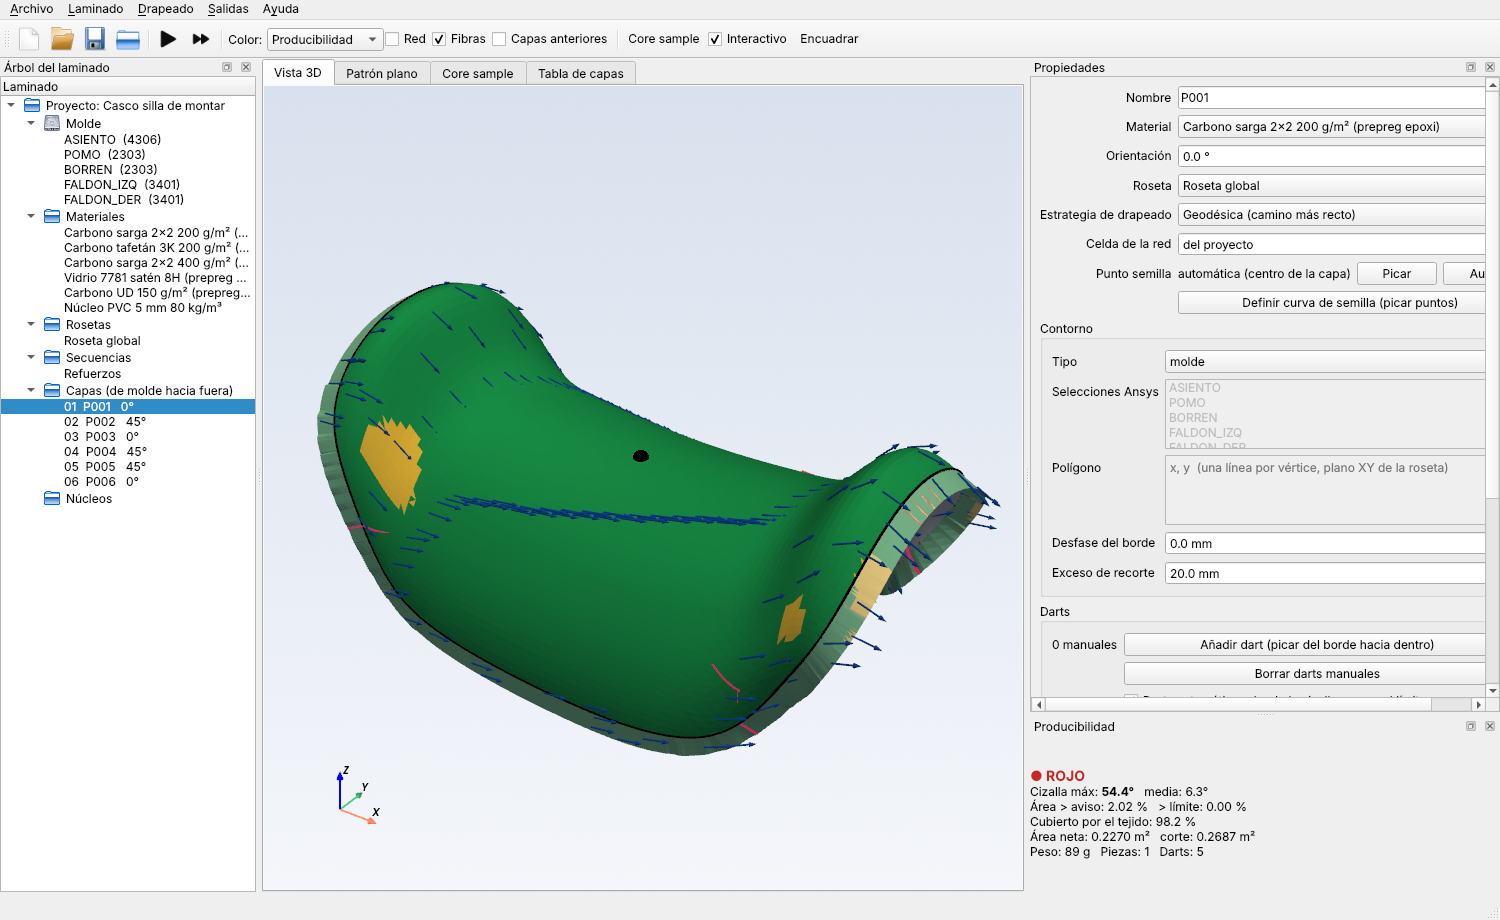 Archivo Laminado Drapeado Salidas Ayuda
Color: Producibilidad Red Fibras Capas anteriores Core sample Interactivo Encuadrar
Árbol del laminado
Laminado
Proyecto: Casco silla de montar
Molde
ASIENTO (4306)
POMO (2303)
BORREN (2303)
FALDON_IZQ (3401)
FALDON_DER (3401)
Materiales
Carbono sarga 2×2 200 g/m² (...
Carbono tafetán 3K 200 g/m² (...
Carbono sarga 2×2 400 g/m² (...
Vidrio 7781 satén 8H (prepreg ...
Carbono UD 150 g/m² (prepreg...
Núcleo PVC 5 mm 80 kg/m³
Rosetas
Roseta global
Secuencias
Refuerzos
Capas (de molde hacia fuera)
01 P001 0°
02 P002 45°
03 P003 0°
04 P004 45°
05 P005 45°
06 P006 0°
Núcleos
Vista 3D Patrón plano Core sample Tabla de capas
Z
Y
X
Propiedades
Nombre P001
Material Carbono sarga 2×2 200 g/m² (prepreg epoxi)
Orientación 0.0 °
Roseta Roseta global
Estrategia de drapeado Geodésica (camino más recto)
Celda de la red del proyecto
Punto semilla automática (centro de la capa) Picar Au
Definir curva de semilla (picar puntos)
Contorno
Tipo molde
Selecciones Ansys ASIENTO
POMO
BORREN
FALDON_IZQ
FALDON_DER
Polígono x, y (una línea por vértice, plano XY de la roseta)
Desfase del borde 0.0 mm
Exceso de recorte 20.0 mm
Darts
0 manuales Añadir dart (picar del borde hacia dentro)
Borrar darts manuales
Producibilidad
ROJO
Cizalla máx: 54.4° media: 6.3°
Área > aviso: 2.02 % > límite: 0.00 %
Cubierto por el tejido: 98.2 %
Área neta: 0.2270 m² corte: 0.2687 m²
Peso: 89 g Piezas: 1 Darts: 5